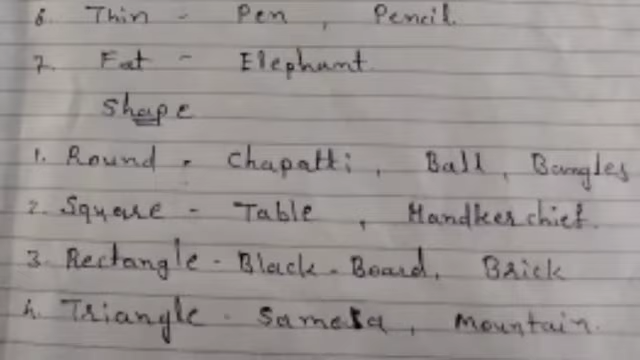 6. Thin - Pen, Pencil.
7. Fat - Elephant.
Shape
1. Round - Chapatti, Ball, Bangles
2. Square - Table, Handkerchief.
3. Rectangle - Black-Board, Brick
4. Triangle - Samosa, Mountain.